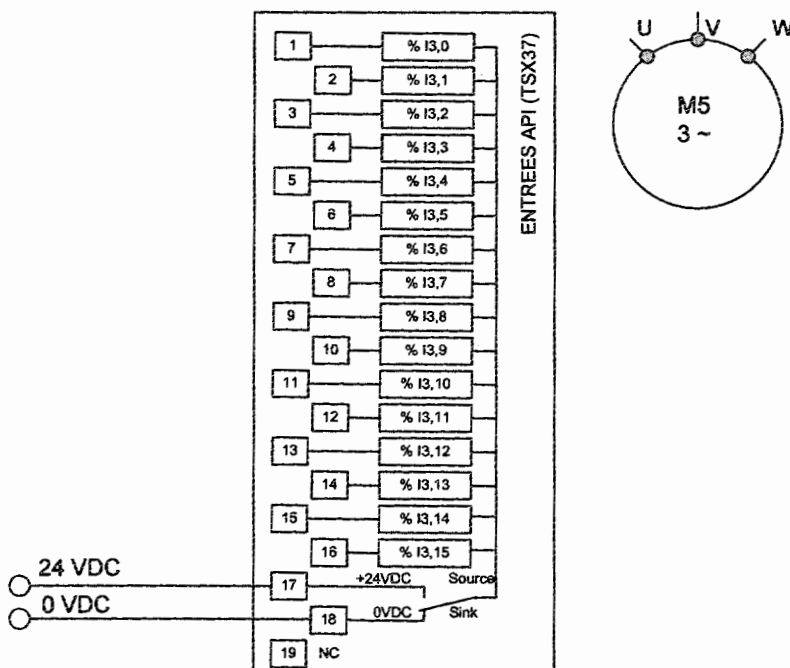 1 % I3,0
2 % I3,1
3 % I3,2
4 % I3,3
5 % I3,4
6 % I3,5
7 % I3,6
8 % I3,7
9 % I3,8
10 % I3,9
11 % I3,10
12 % I3,11
13 % I3,12
14 % I3,13
15 % I3,14
16 % I3,15
24 VDC 17 +24VDC Source
0 VDC 18 0VDC Sink
19 NC
ENTREES API (TSX37)
U V W
M5
3 ~